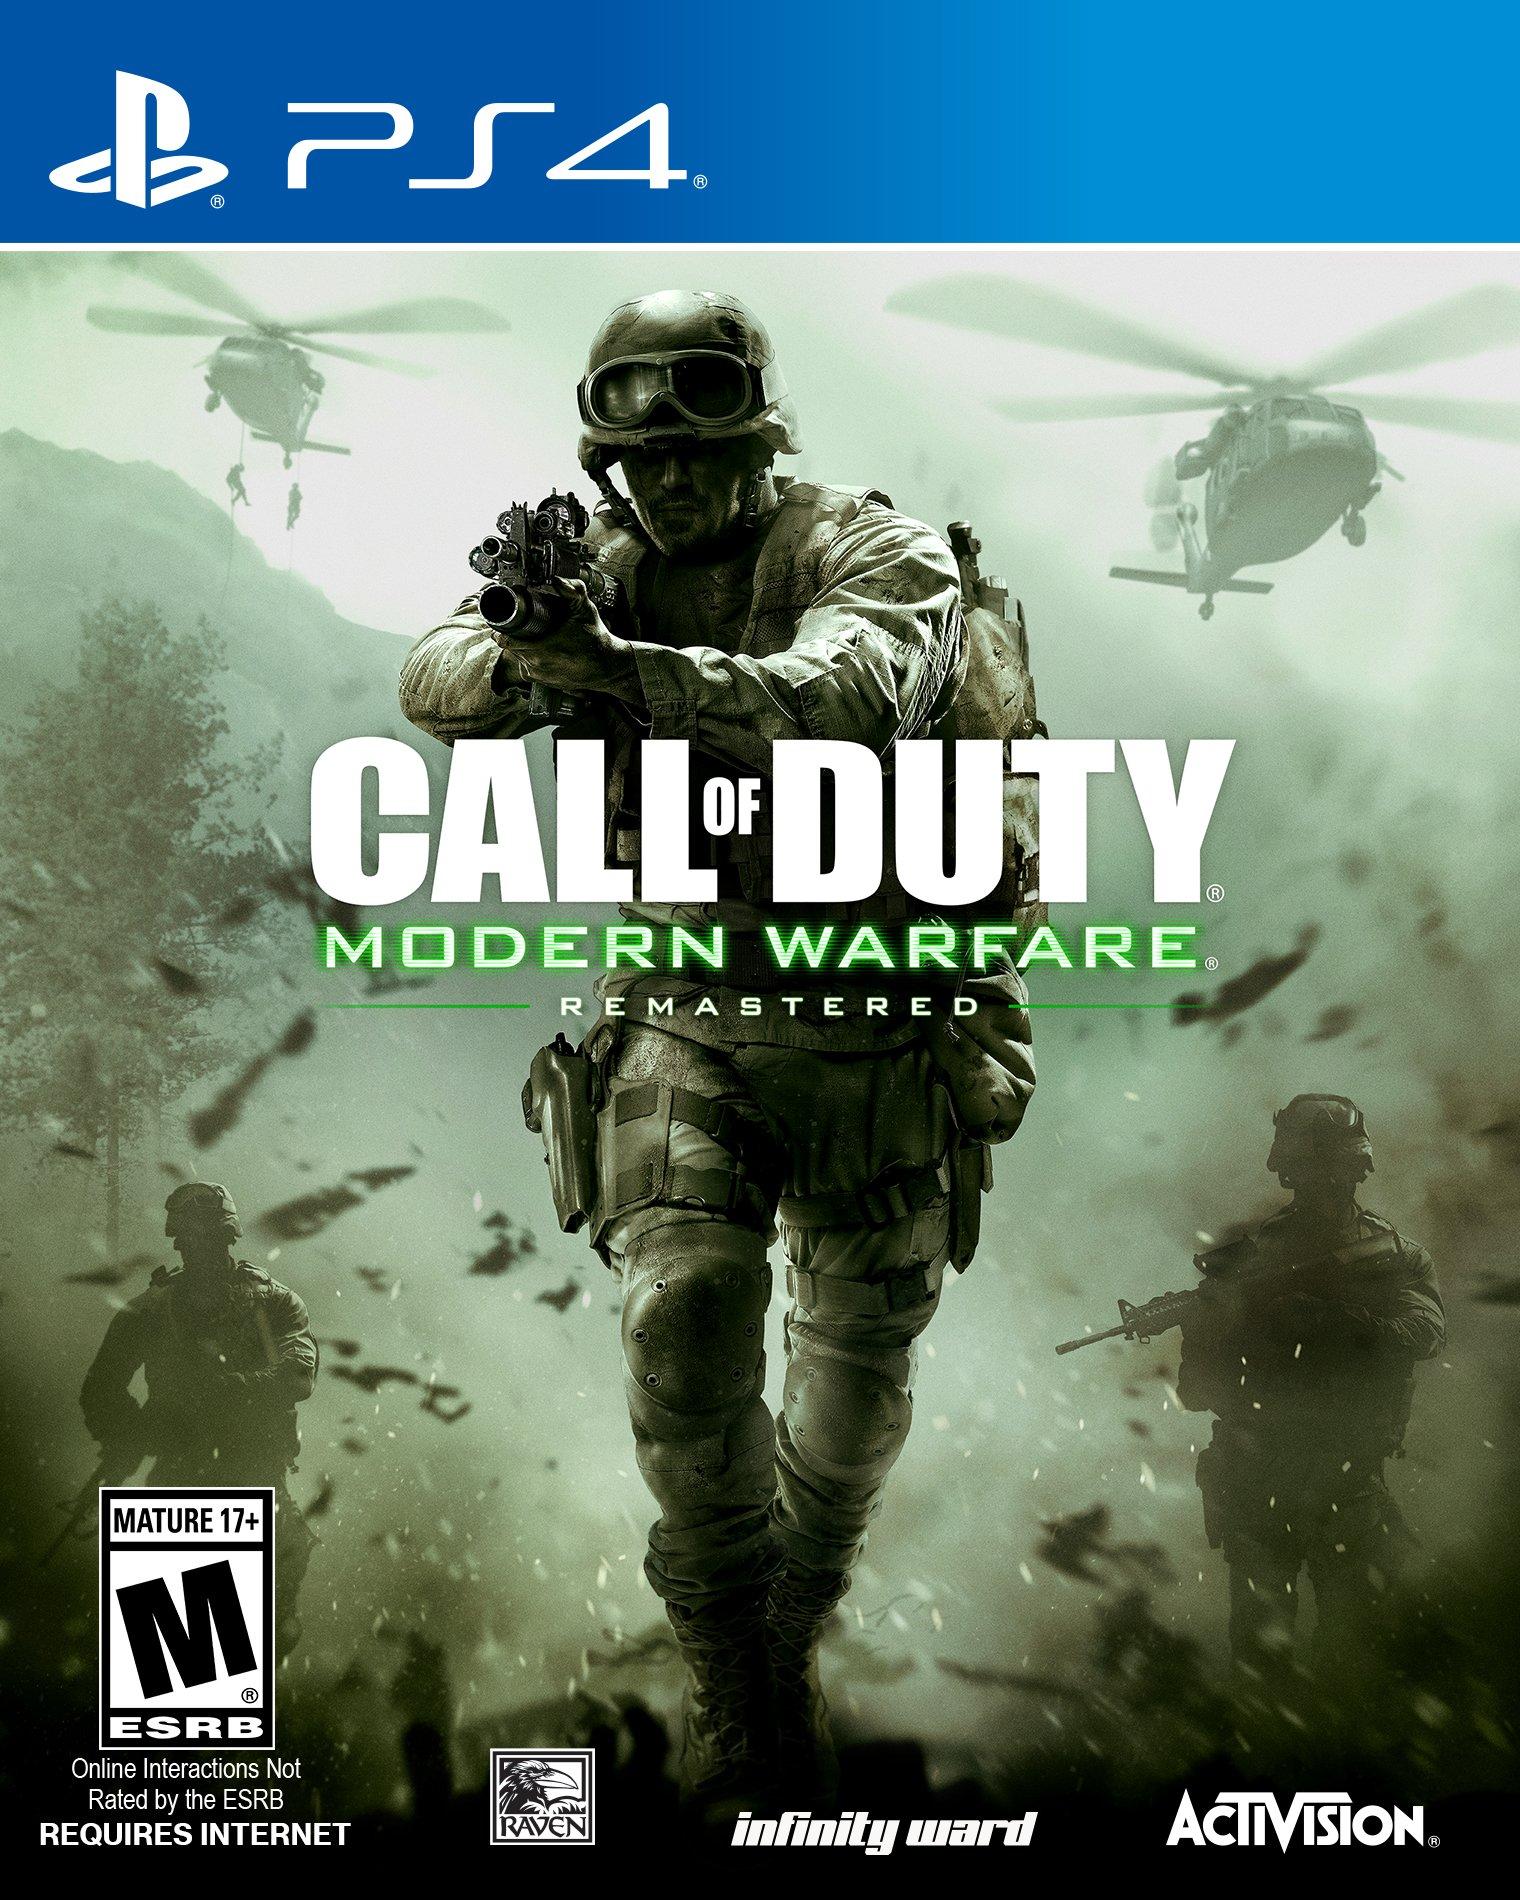 PS4®
CALL OF DUTY®
MODERN WARFARE®
REMASTERED
MATURE 17+
M®
ESRB
Online Interactions Not
Rated by the ESRB
REQUIRES INTERNET
RAVEN
infinity ward
ACTIVISION®